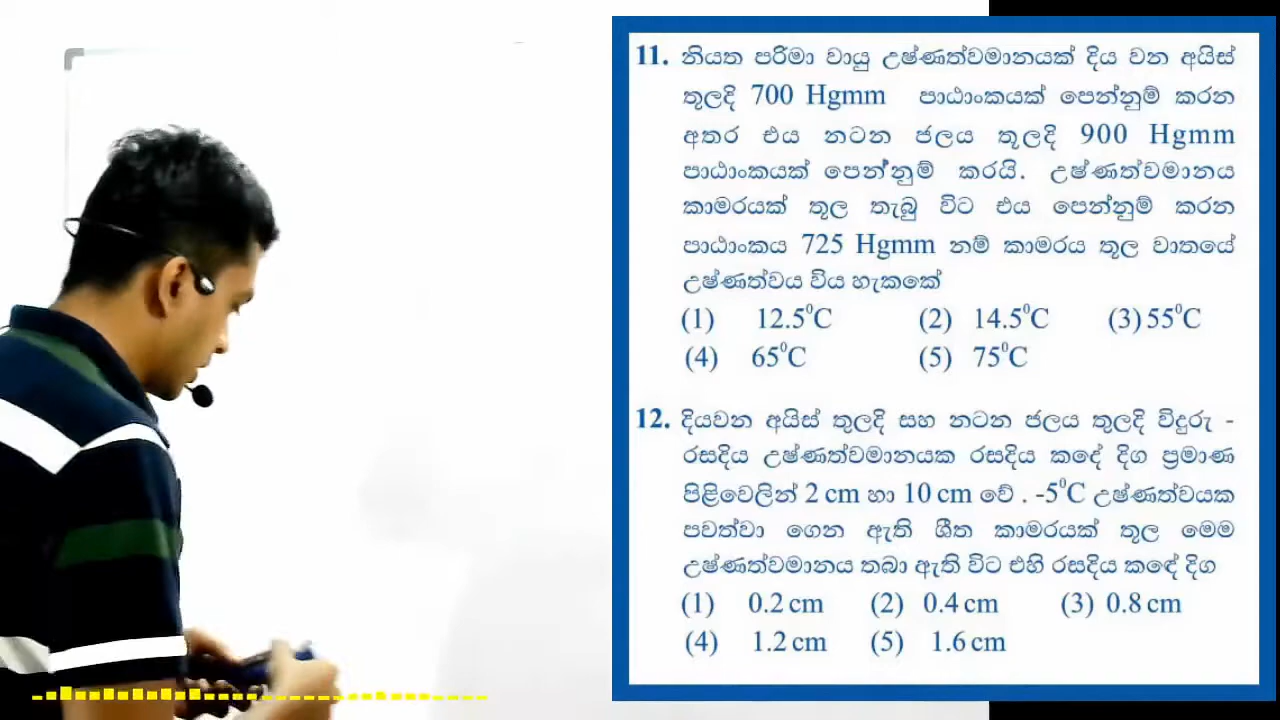 11. නියත පරිමා වායු උෂ්ණත්වමානයක් දිය වන අයිස්
තුලදි 700 Hgmm පාඨාංකයක් පෙන්නුම් කරන
අතර එය නටන ජලය තූලදි 900 Hgmm
පාඨාංකයක් පෙන්නුම් කරයි. උෂ්ණත්වමානය
කාමරයක් තූල තැබූ විට එය පෙන්නුම් කරන
පාඨාංකය 725 Hgmm නම් කාමරය තූල වාතයේ
උෂ්ණත්වය විය හැකකේ
(1) 12.5⁰C (2) 14.5⁰C (3) 55⁰C
(4) 65⁰C (5) 75⁰C
12. දියවන අයිස් තුලදි සහ නටන ජලය තුලදි විදුරු -
රසදිය උෂ්ණත්වමානයක රසදිය කදේ දිග ප්‍රමාණ
පිළිවෙලින් 2 cm හා 10 cm වේ . -5⁰C උෂ්ණත්වයක
පවත්වා ගෙන ඇති ශීත කාමරයක් තුල මෙම
උෂ්ණත්වමානය තබා ඇති විට එහි රසදිය කඳේ දිග
(1) 0.2 cm (2) 0.4 cm (3) 0.8 cm
(4) 1.2 cm (5) 1.6 cm